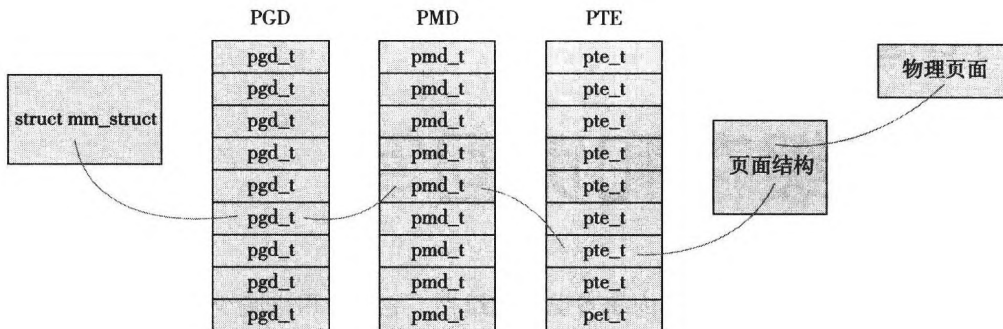 PGD PMD PTE
struct mm_struct
pgd_t
pgd_t
pgd_t
pgd_t
pgd_t
pgd_t
pgd_t
pgd_t
pgd_t
pmd_t
pmd_t
pmd_t
pmd_t
pmd_t
pmd_t
pmd_t
pmd_t
pmd_t
pte_t
pte_t
pte_t
pte_t
pte_t
pte_t
pte_t
pte_t
pet_t
页面结构
物理页面